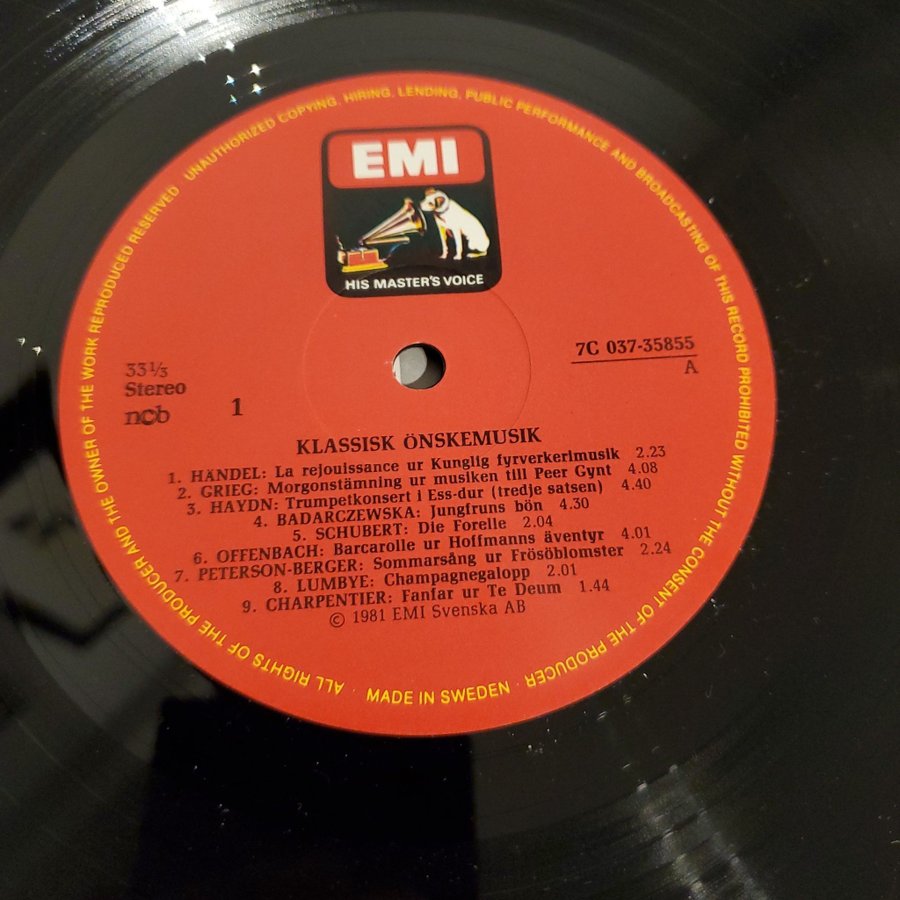 EMI
HIS MASTER'S VOICE
33 1/3
Stereo
ncb
1
7C 037-35855
A
KLASSISK ÖNSKEMUSIK
1. HÄNDEL: La rejouissance ur Kunglig fyrverkerimusik 2.23
2. GRIEG: Morgonstämning ur musiken till Peer Gynt 4.08
3. HAYDN: Trumpetkonsert i Ess-dur (tredje satsen) 4.40
4. BADARCZEWSKA: Jungfruns bön 4.30
5. SCHUBERT: Die Forelle 2.04
6. OFFENBACH: Barcarolle ur Hoffmanns äventyr 4.01
7. PETERSON-BERGER: Sommarsång ur Frösöblomster 2.24
8. LUMBYE: Champagnegalopp 2.01
9. CHARPENTIER: Fanfar ur Te Deum 1.44
© 1981 EMI Svenska AB
ALL RIGHTS OF THE PRODUCER AND THE OWNER OF THE WORK REPRODUCED RESERVED · UNAUTHORIZED COPYING, HIRING, LENDING, PUBLIC PERFORMANCE AND BROADCASTING OF THIS RECORD PROHIBITED WITHOUT THE CONSENT OF THE PRODUCER · MADE IN SWEDEN ·